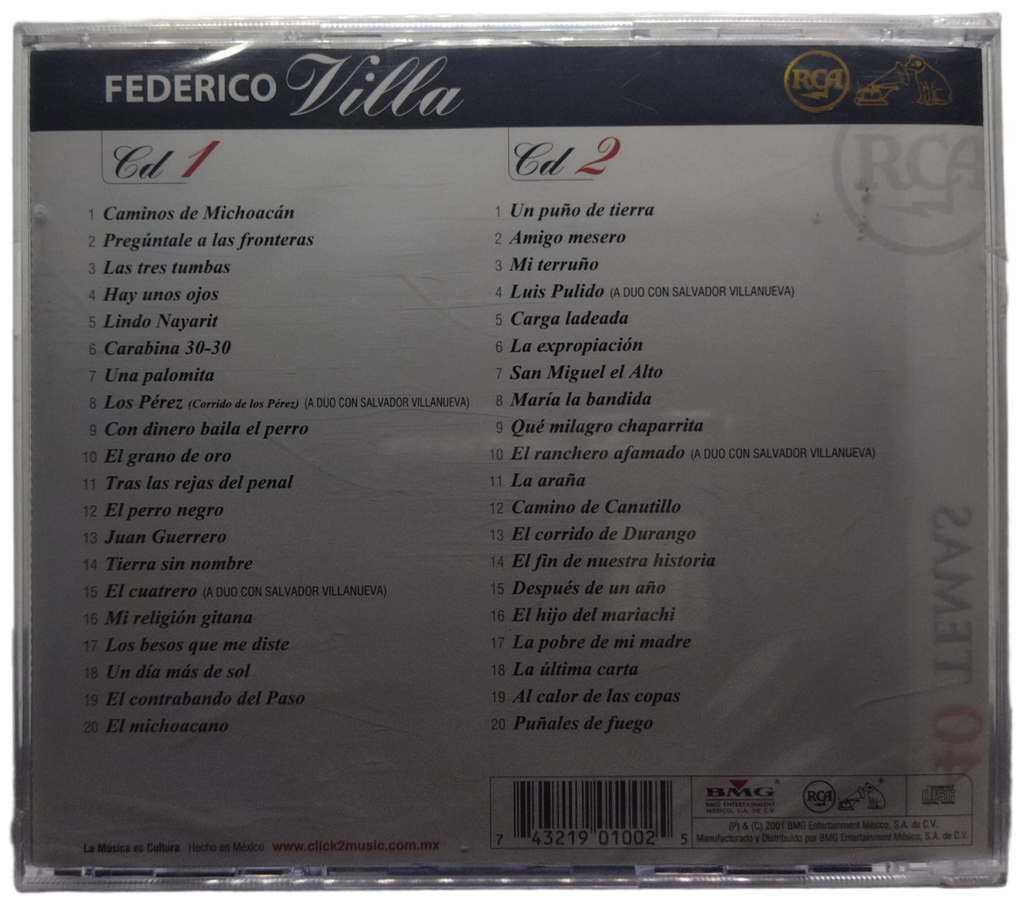 FEDERICO Villa
RCA
RCA
Cd 1
1 Caminos de Michoacán
2 Pregúntale a las fronteras
3 Las tres tumbas
4 Hay unos ojos
5 Lindo Nayarit
6 Carabina 30-30
7 Una palomita
8 Los Pérez (Corrido de los Pérez) (A DUO CON SALVADOR VILLANUEVA)
9 Con dinero baila el perro
10 El grano de oro
11 Tras las rejas del penal
12 El perro negro
13 Juan Guerrero
14 Tierra sin nombre
15 El cuatrero (A DUO CON SALVADOR VILLANUEVA)
16 Mi religión gitana
17 Los besos que me diste
18 Un día más de sol
19 El contrabando del Paso
20 El michoacano
Cd 2
1 Un puño de tierra
2 Amigo mesero
3 Mi terruño
4 Luis Pulido (A DUO CON SALVADOR VILLANUEVA)
5 Carga ladeada
6 La expropiación
7 San Miguel el Alto
8 María la bandida
9 Qué milagro chaparrita
10 El ranchero afamado (A DUO CON SALVADOR VILLANUEVA)
11 La araña
12 Camino de Canutillo
13 El corrido de Durango
14 El fin de nuestra historia
15 Después de un año
16 El hijo del mariachi
17 La pobre de mi madre
18 La última carta
19 Al calor de las copas
20 Puñales de fuego
40 TEMAS
La Música es Cultura Hecho en México www.click2music.com.mx
7 43219 01002 5
BMG
BMG ENTERTAINMENT
MÉXICO, S.A. DE C.V.
RCA
(P) & (C) 2001 BMG Entertainment México, S.A. de C.V.
Manufacturado y Distribuido por BMG Entertainment México, S.A. de C.V.